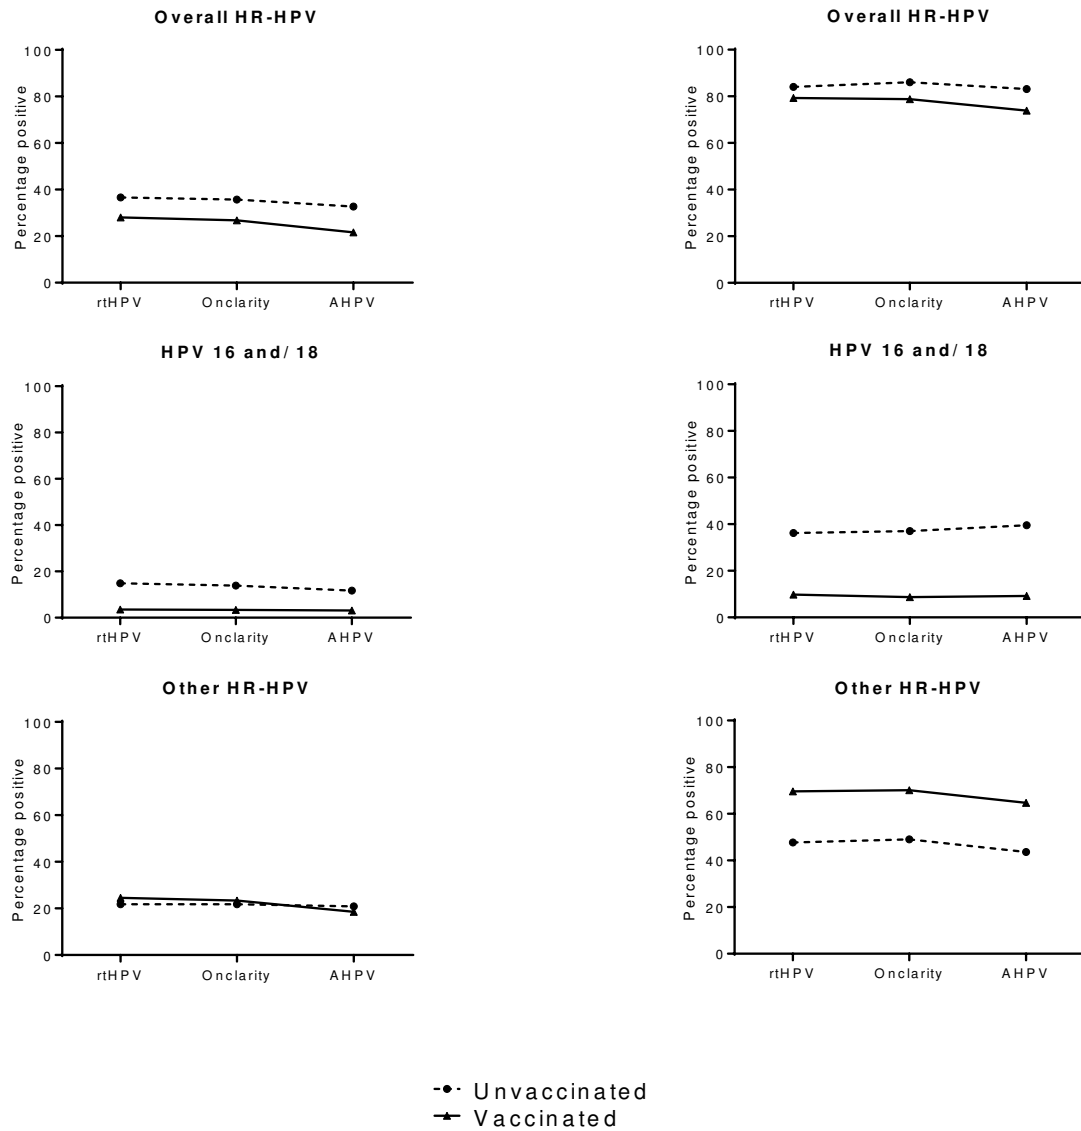 Overall HR-HPV
100
80
60
40
20
0
Percentage positive
rtHPV Onclarity AHPV
Overall HR-HPV
100
80
60
40
20
0
Percentage positive
rtHPV Onclarity AHPV
HPV 16 and/ 18
100
80
60
40
20
0
Percentage positive
rtHPV Onclarity AHPV
HPV 16 and/ 18
100
80
60
40
20
0
Percentage positive
rtHPV Onclarity AHPV
Other HR-HPV
100
80
60
40
20
0
Percentage positive
rtHPV Onclarity AHPV
Other HR-HPV
100
80
60
40
20
0
Percentage positive
rtHPV Onclarity AHPV
Unvaccinated
Vaccinated